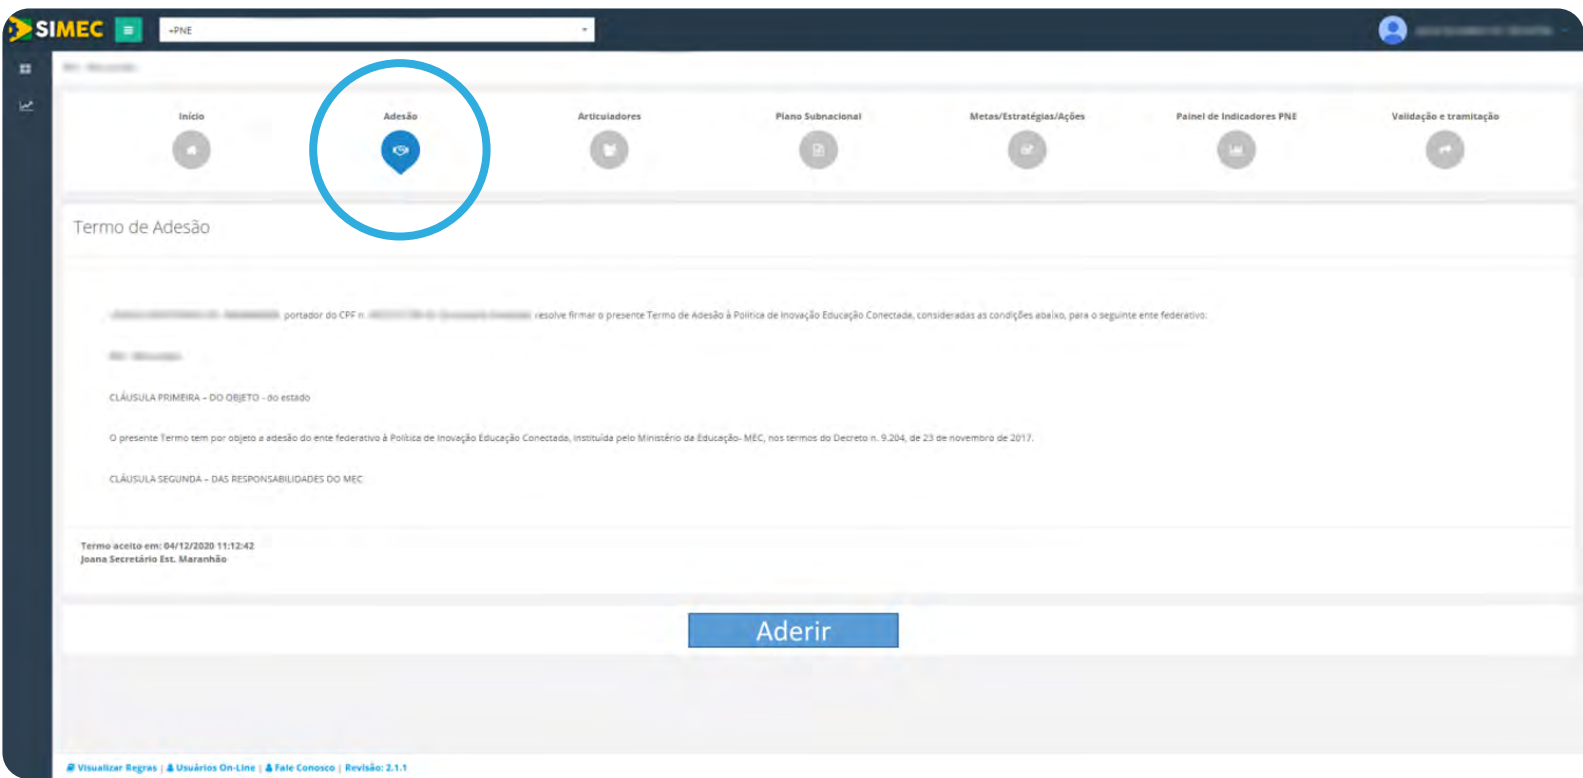 SIMEC
+PNE
Início
Adesão
Articuladores
Plano Subnacional
Metas/Estratégias/Ações
Painel de Indicadores PNE
Validação e tramitação
Termo de Adesão
portador do CPF n. resolve firmar o presente Termo de Adesão à Política de Inovação Educação Conectada, consideradas as condições abaixo, para o seguinte ente federativo:
CLÁUSULA PRIMEIRA – DO OBJETO - do estado
O presente Termo tem por objeto a adesão do ente federativo à Política de Inovação Educação Conectada, instituída pelo Ministério da Educação- MEC, nos termos do Decreto n. 9.204, de 23 de novembro de 2017.
CLÁUSULA SEGUNDA – DAS RESPONSABILIDADES DO MEC
Termo aceito em: 04/12/2020 11:12:42
Joana Secretário Est. Maranhão
Aderir
Visualizar Regras | Usuários On-Line | Fale Conosco | Revisão: 2.1.1